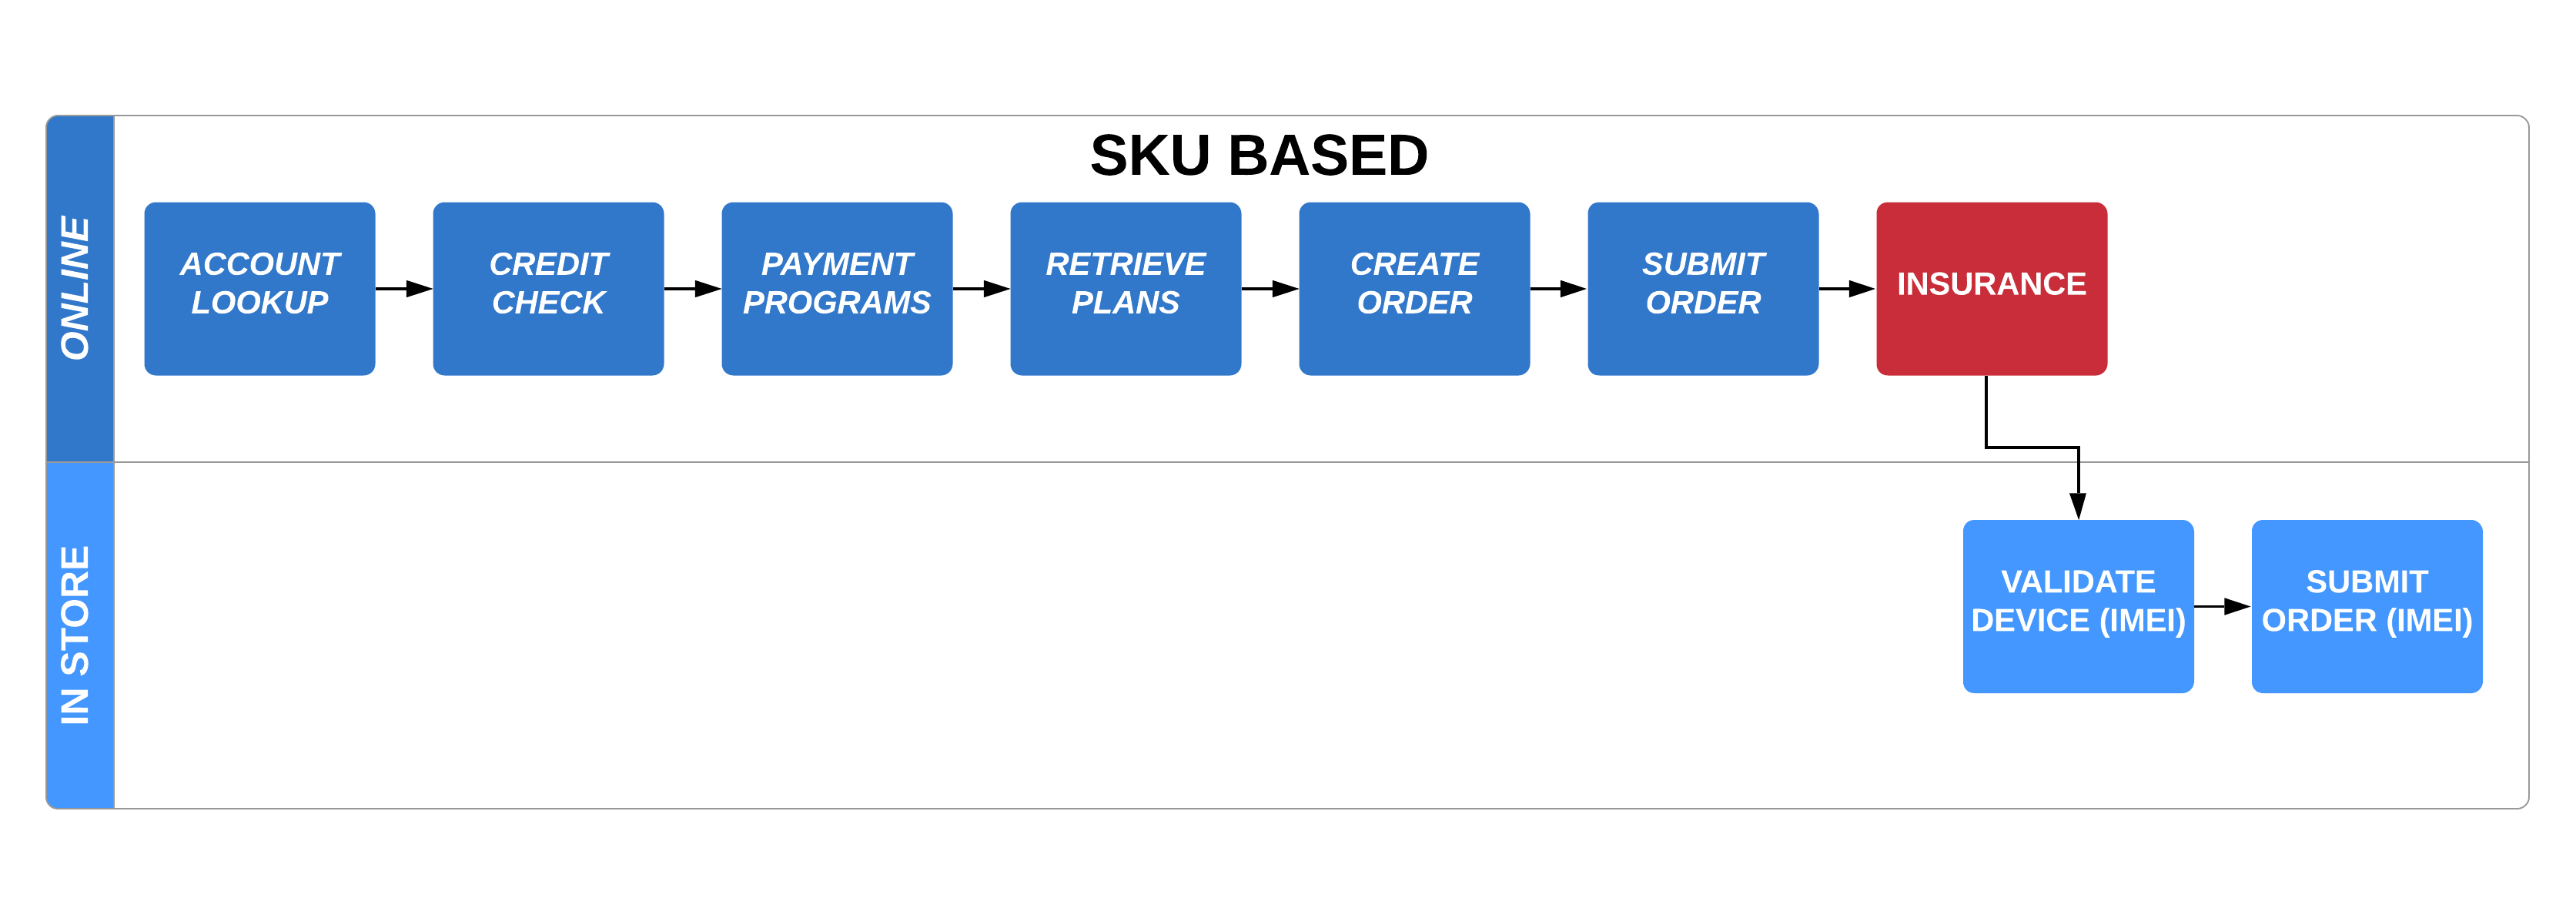 SKU BASED
ONLINE
ACCOUNT
LOOKUP
CREDIT
CHECK
PAYMENT
PROGRAMS
RETRIEVE
PLANS
CREATE
ORDER
SUBMIT
ORDER
INSURANCE
IN STORE
VALIDATE
DEVICE (IMEI)
SUBMIT
ORDER (IMEI)